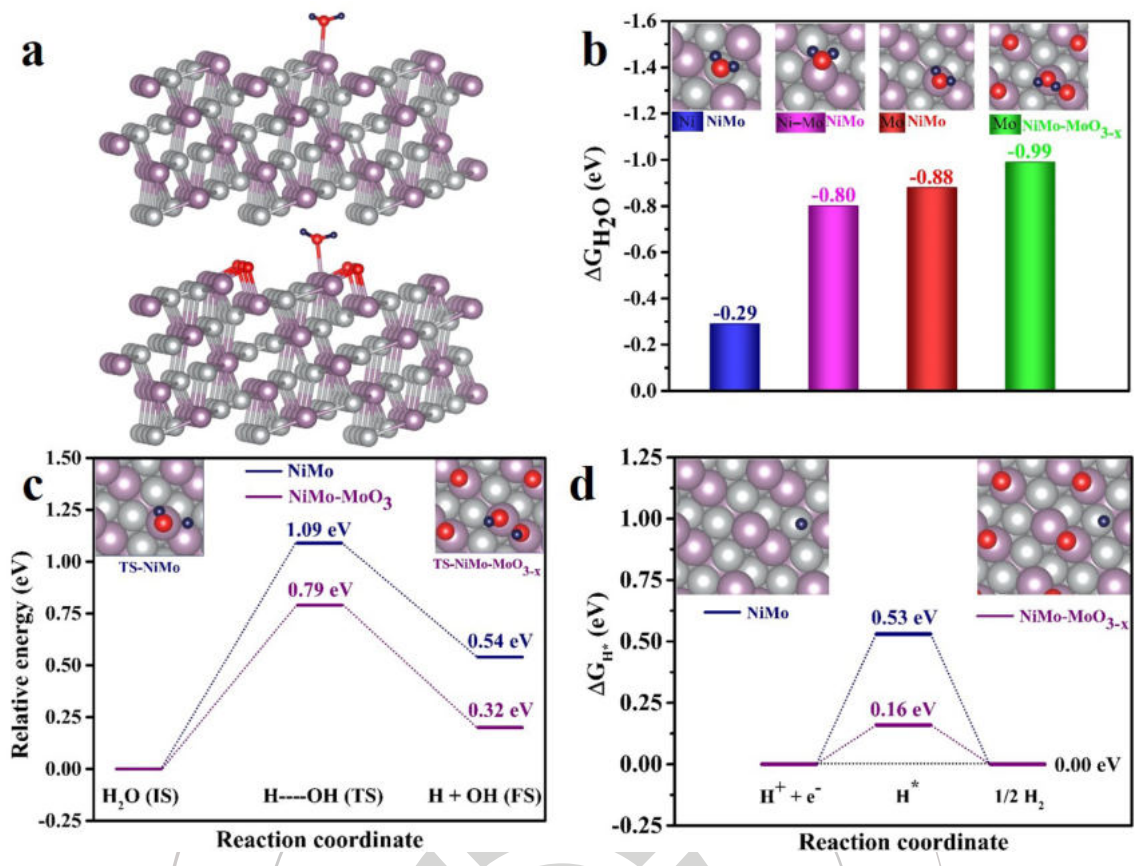 a
b
-1.6
-1.4
-1.2
-1.0
-0.8
-0.6
-0.4
-0.2
0.0
ΔG_H₂O (eV)
Ni NiMo
Ni–Mo NiMo
Mo NiMo
Mo NiMo-MoO₃₋ₓ
-0.29
-0.80
-0.88
-0.99
c
1.50
1.25
1.00
0.75
0.50
0.25
0.00
-0.25
Relative energy (eV)
NiMo
NiMo-MoO₃
TS-NiMo
TS-NiMo-MoO₃₋ₓ
1.09 eV
0.79 eV
0.54 eV
0.32 eV
H₂O (IS)
H----OH (TS)
H + OH (FS)
Reaction coordinate
d
1.25
1.00
0.75
0.50
0.25
0.00
-0.25
ΔG_H* (eV)
NiMo
NiMo-MoO₃₋ₓ
0.53 eV
0.16 eV
0.00 eV
H⁺ + e⁻
H*
1/2 H₂
Reaction coordinate